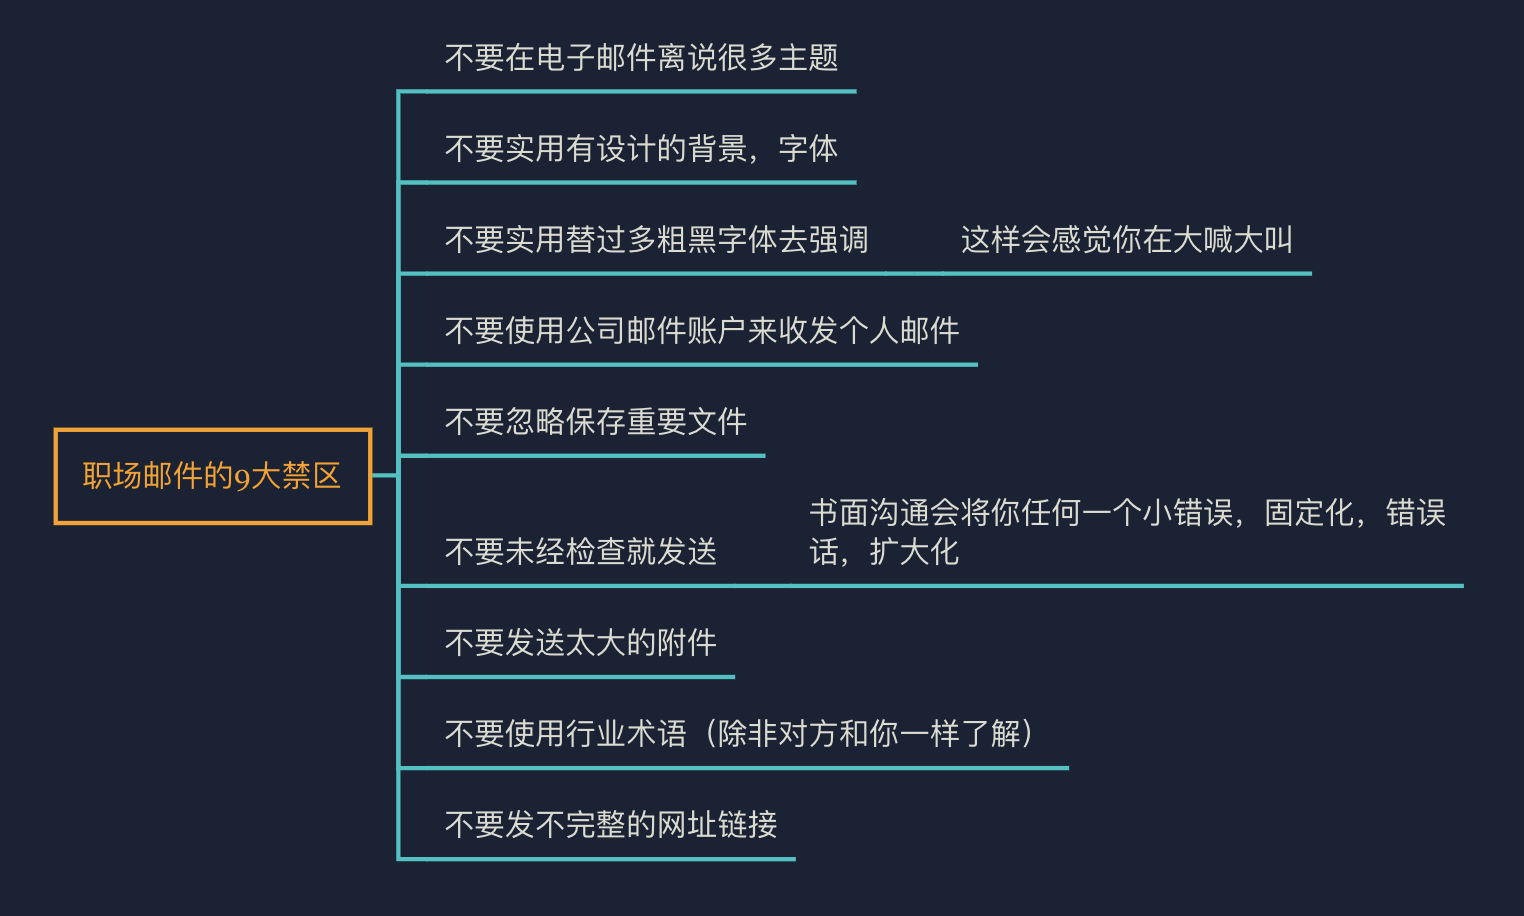 不要在电子邮件离说很多主题
不要实用有设计的背景，字体
不要实用替过多粗黑字体去强调
这样会感觉你在大喊大叫
不要使用公司邮件账户来收发个人邮件
不要忽略保存重要文件
职场邮件的9大禁区
不要未经检查就发送
书面沟通会将你任何一个小错误，固定化，错误
话，扩大化
不要发送太大的附件
不要使用行业术语（除非对方和你一样了解）
不要发不完整的网址链接